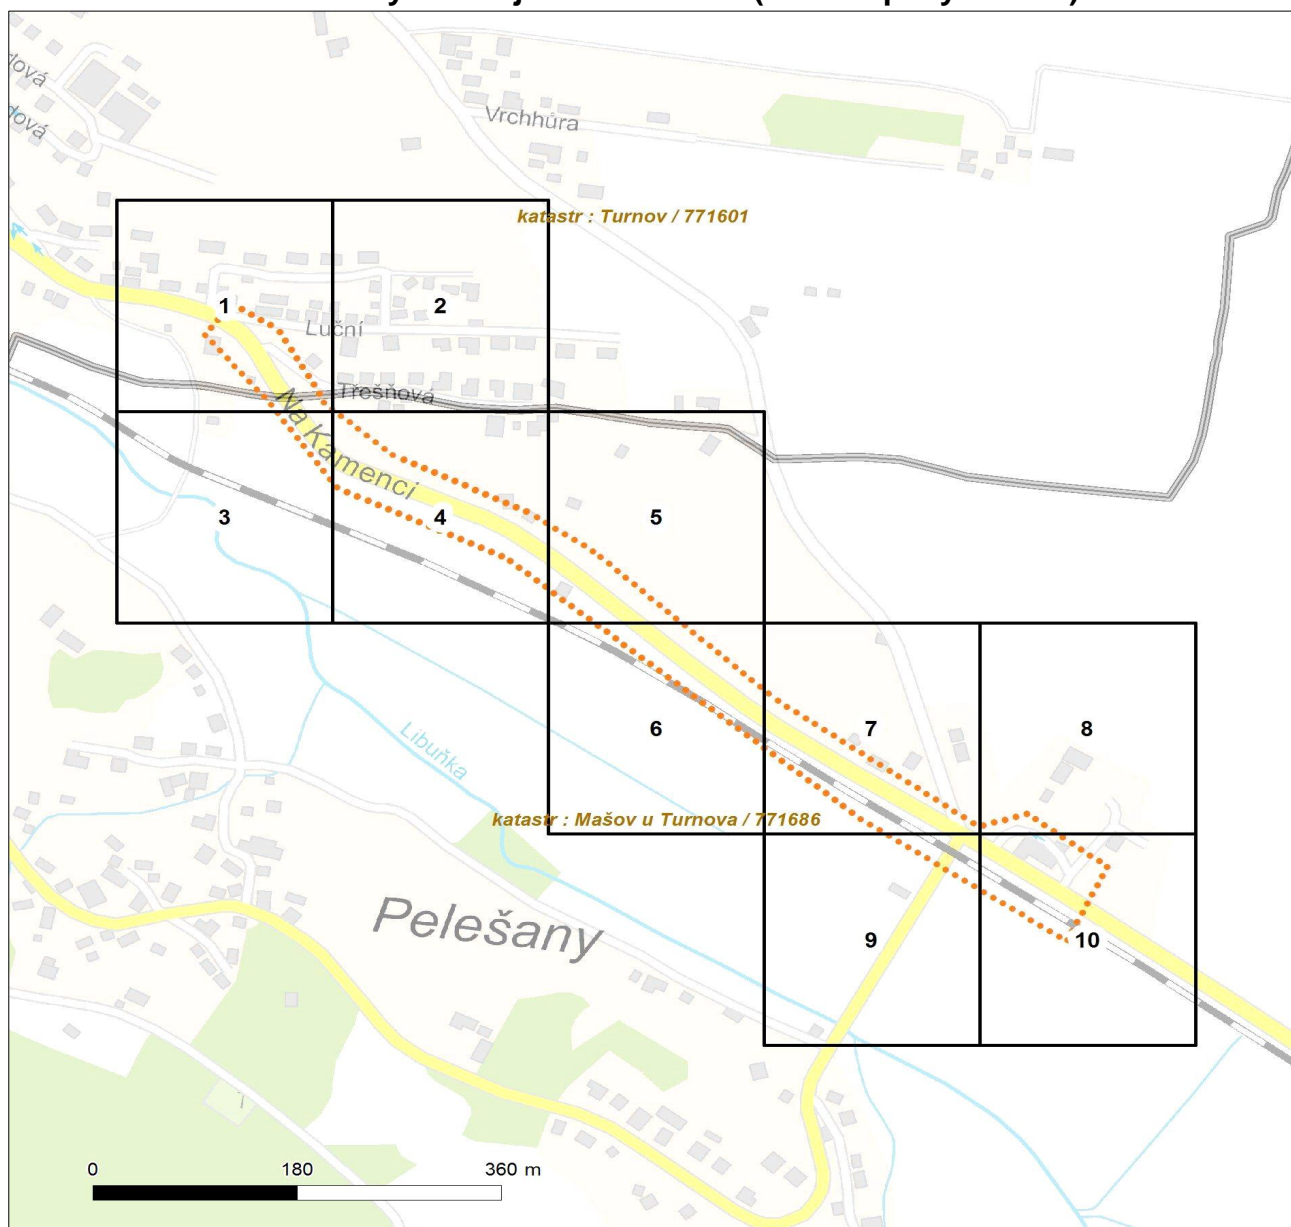 Vrchhůra
katastr : Turnov / 771601
1
2
Luční
Třešňová
Na Kamenci
3
4
5
6
7
8
Libuňka
katastr : Mašov u Turnova / 771686
Pelešany
9
10
0 180 360 m